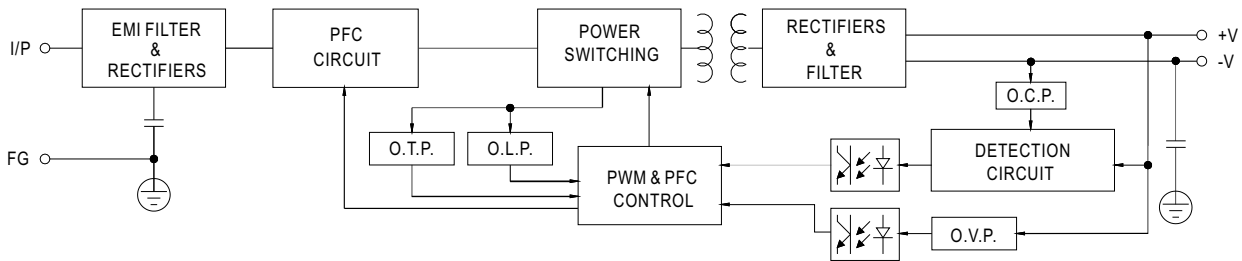 I/P
EMI FILTER
&
RECTIFIERS
PFC
CIRCUIT
POWER
SWITCHING
RECTIFIERS
&
FILTER
+V
-V
O.C.P.
FG
O.T.P.
O.L.P.
PWM & PFC
CONTROL
DETECTION
CIRCUIT
O.V.P.